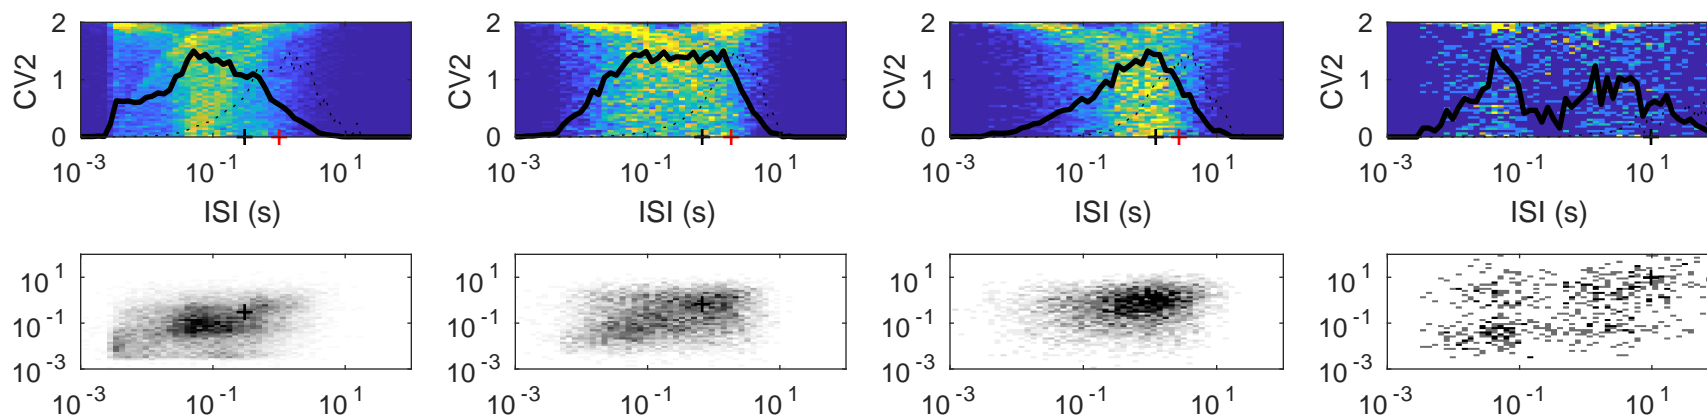 2 2 2 2
CV2 CV2 CV2 CV2
1 1 1 1
0 0 0 0
10^-3 10^-1 10^1 10^-3 10^-1 10^1 10^-3 10^-1 10^1 10^-3 10^-1 10^1
ISI (s) ISI (s) ISI (s) ISI (s)
10^1 10^1 10^1 10^1
10^-1 10^-1 10^-1 10^-1
10^-3 10^-3 10^-3 10^-3
10^-3 10^-1 10^1 10^-3 10^-1 10^1 10^-3 10^-1 10^1 10^-3 10^-1 10^1